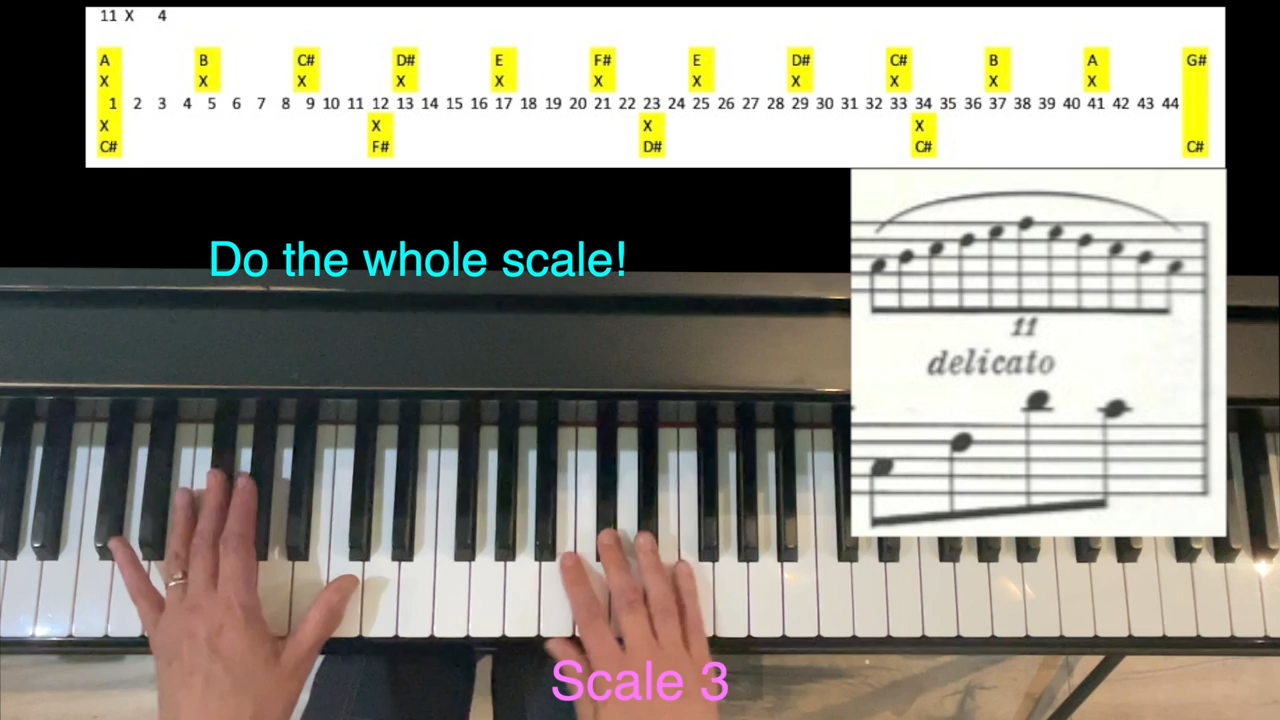 11 X 4
A B C# D# E F# E D# C# B A G#
X X X X X X X X X X X
1 2 3 4 5 6 7 8 9 10 11 12 13 14 15 16 17 18 19 20 21 22 23 24 25 26 27 28 29 30 31 32 33 34 35 36 37 38 39 40 41 42 43 44
X X X X
C# F# D# C# C#
Do the whole scale!
11
delicato
Scale 3